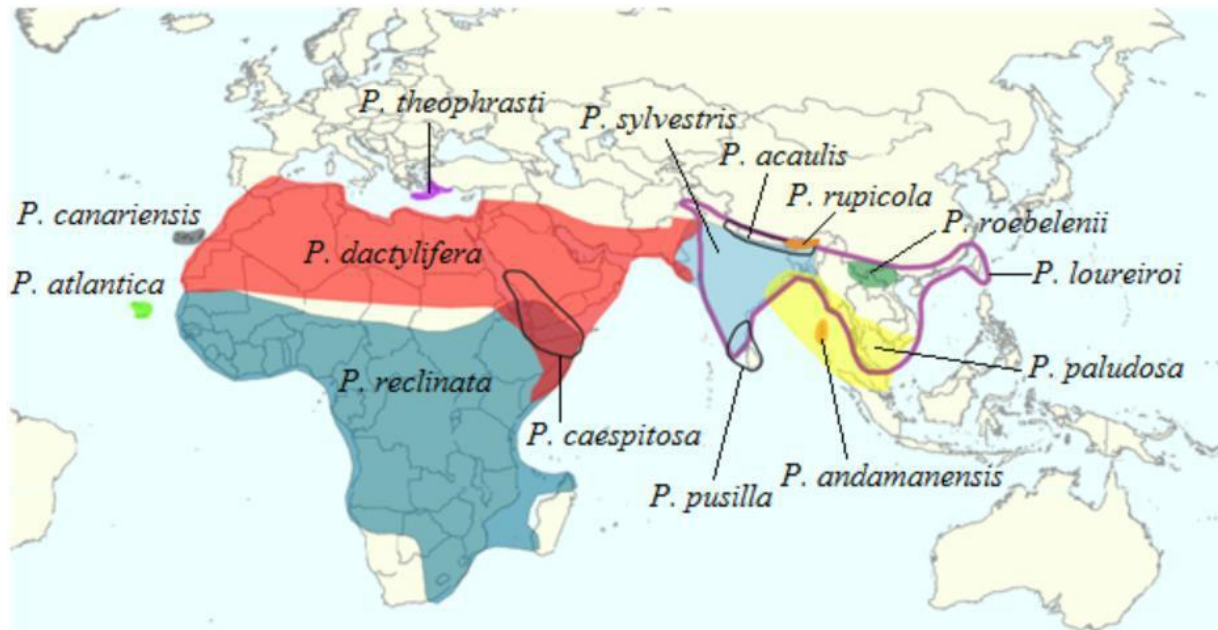 P. theophrasti
P. sylvestris
P. acaulis
P. rupicola
P. canariensis
P. roebelenii
P. dactylifera
P. loureiroi
P. atlantica
P. reclinata
P. paludosa
P. caespitosa
P. andamanensis
P. pusilla